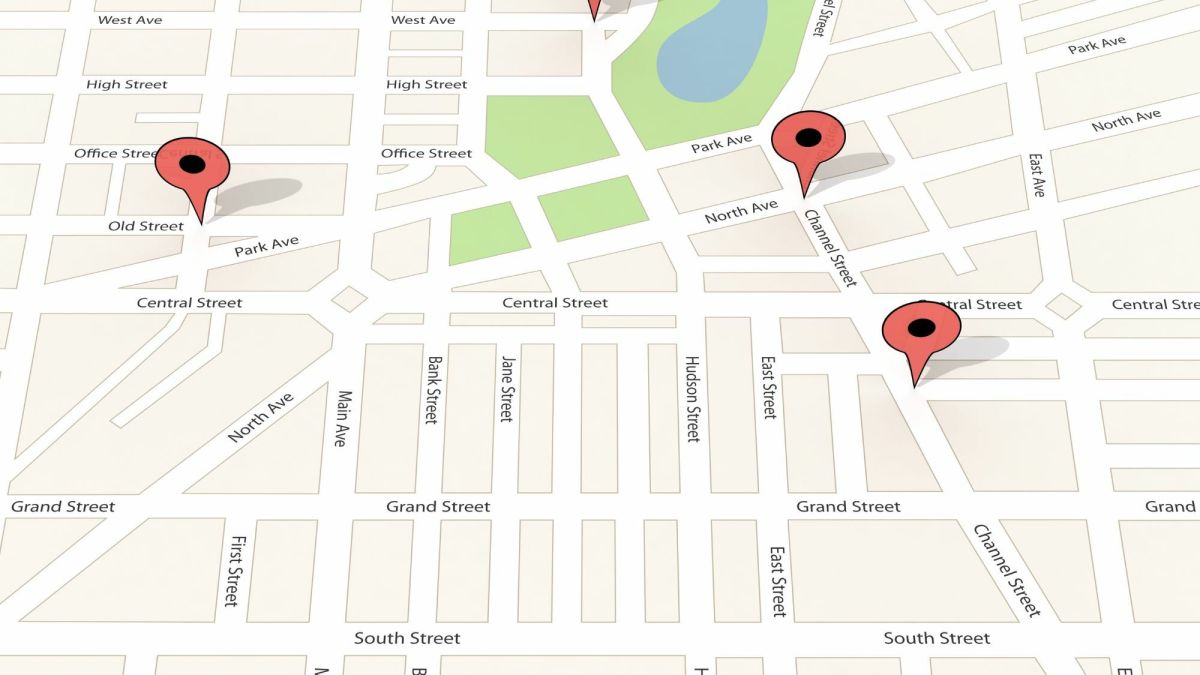 West Ave
West Ave
Park Ave
High Street
High Street
North Ave
Park Ave
Office Street
Office Street
East Ave
North Ave
Old Street
Channel Street
Park Ave
Central Street
Central Street
Central Street
Central Stre
Bank Street
Jane Street
Hudson Street
East Street
Main Ave
North Ave
Grand Street
Grand Street
Grand Street
Grand
First Street
East Street
Channel Street
South Street
South Street